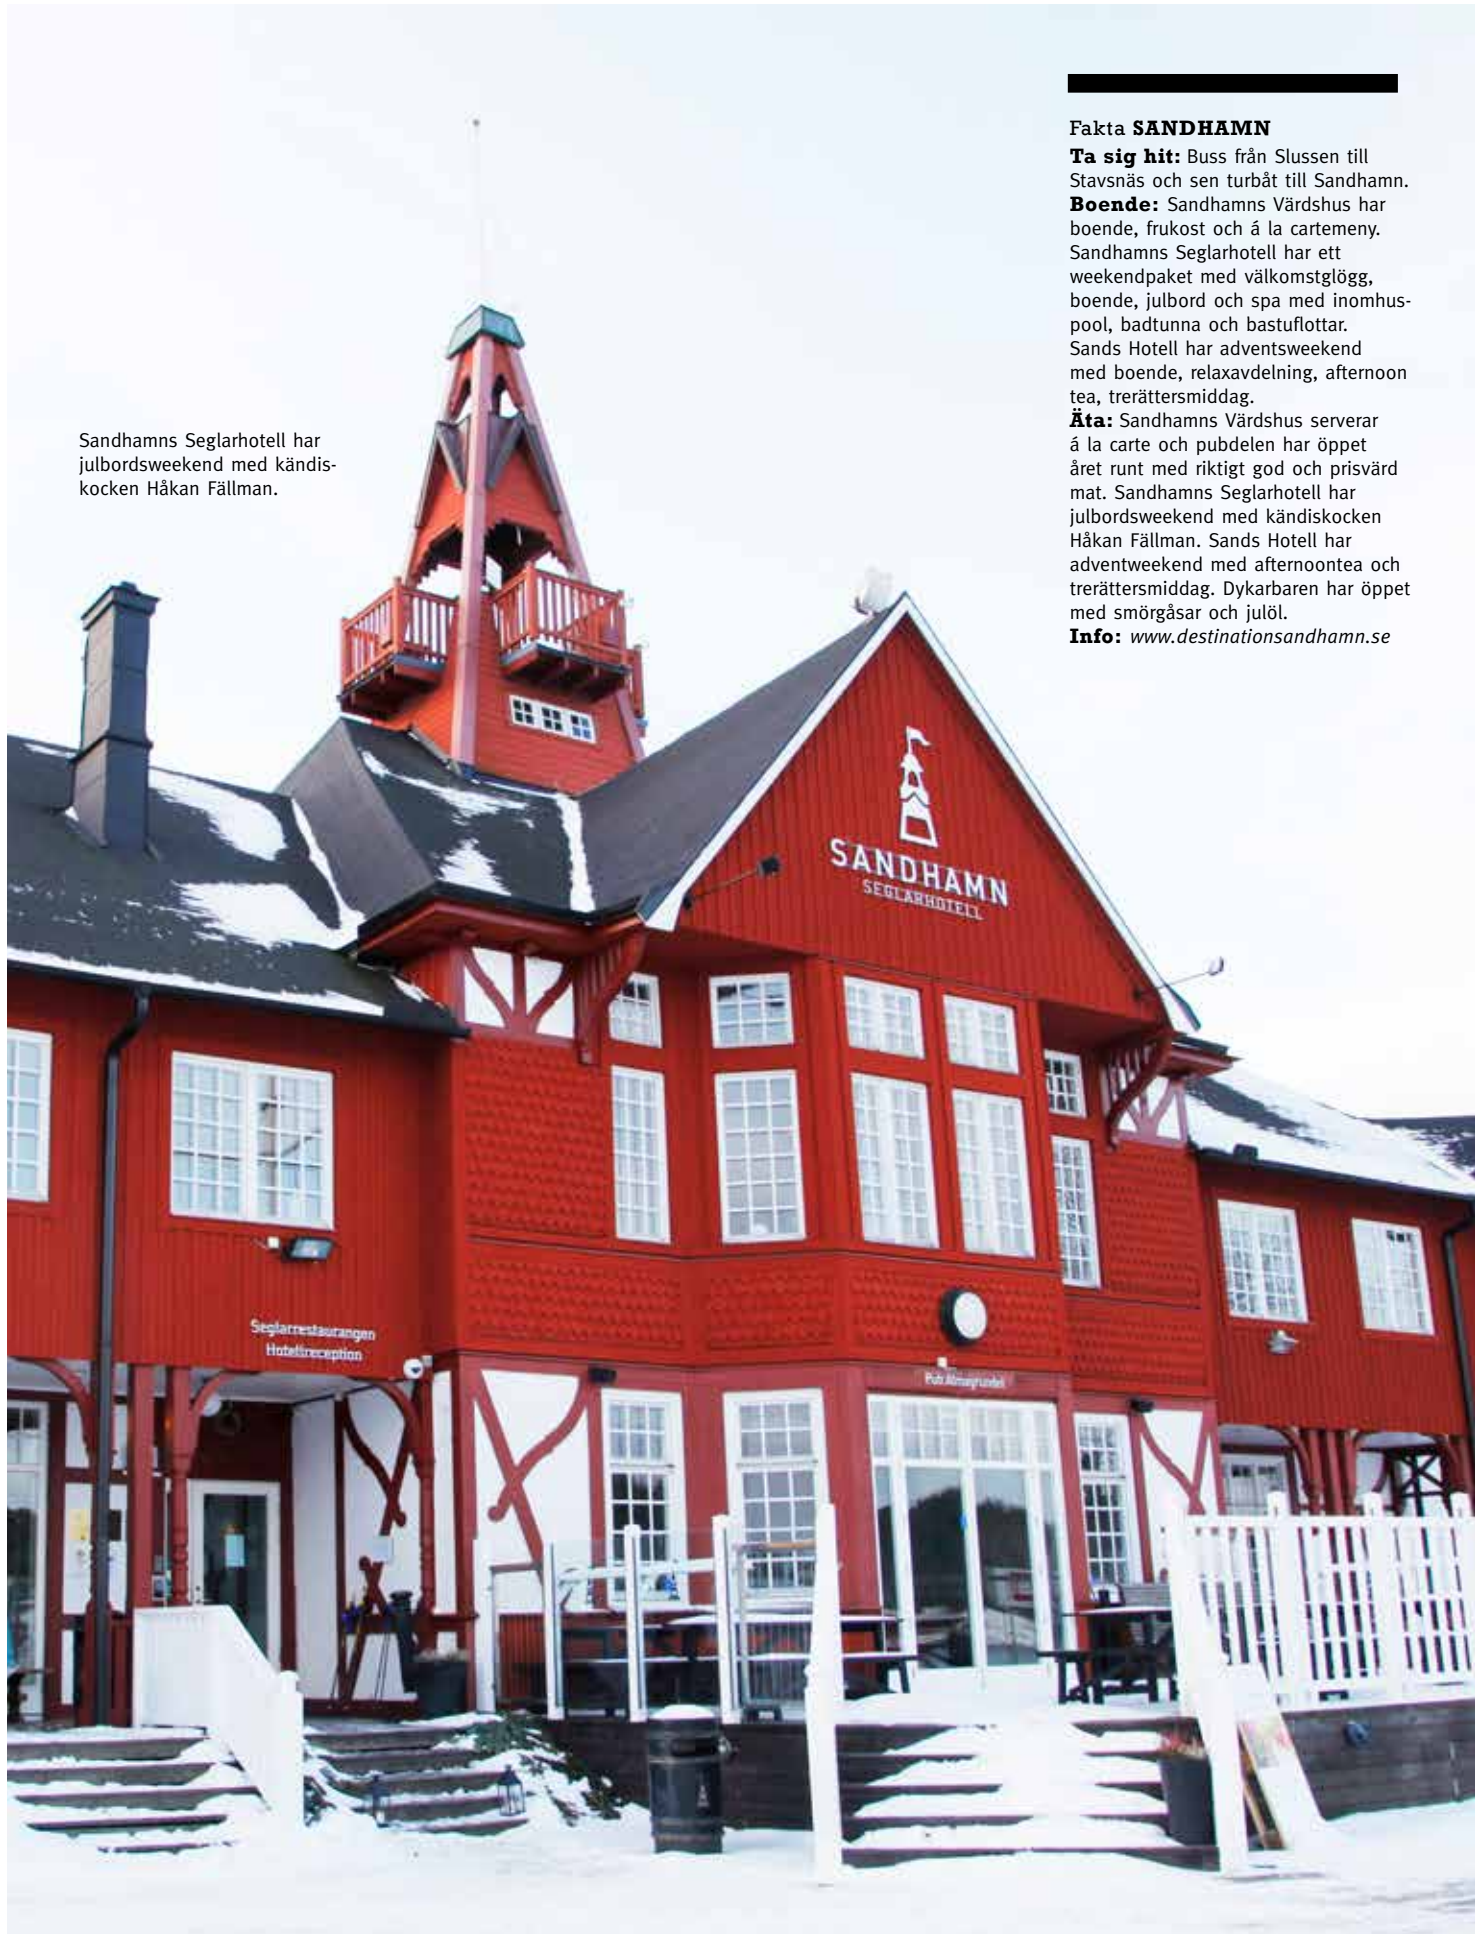 Fakta SANDHAMN
Ta sig hit: Buss från Slussen till
Stavsnäs och sen turbåt till Sandhamn.
Boende: Sandhamns Värdshus har
boende, frukost och á la cartemeny.
Sandhamns Seglarhotell har ett
weekendpaket med välkomstglögg,
boende, julbord och spa med inomhus-
pool, badtunna och bastuflottar.
Sands Hotell har adventsweekend
med boende, relaxavdelning, afternoon
tea, trerättersmiddag.
Äta: Sandhamns Värdshus serverar
á la carte och pubdelen har öppet
året runt med riktigt god och prisvärd
mat. Sandhamns Seglarhotell har
julbordsweekend med kändiskocken
Håkan Fällman. Sands Hotell har
adventweekend med afternoontea och
trerättersmiddag. Dykarbaren har öppet
med smörgåsar och julöl.
Info: www.destinationsandhamn.se
Sandhamns Seglarhotell har
julbordsweekend med kändis-
kocken Håkan Fällman.
SANDHAMN
SEGLARHOTELL
Seglarrestaurangen
Hotellreception
Pub Almagrundet